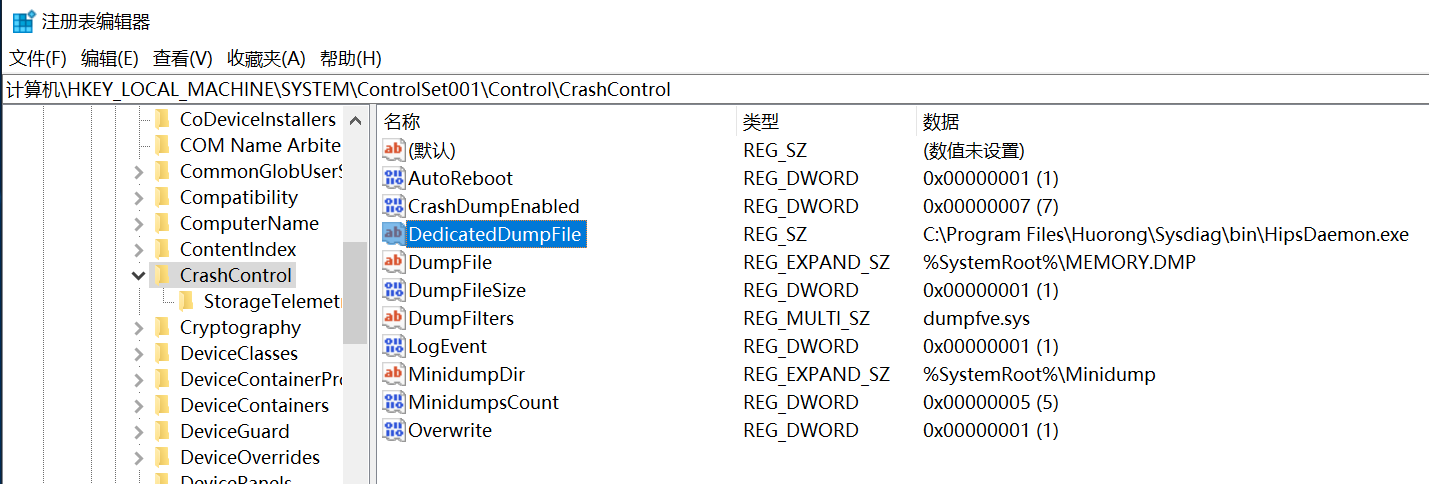 注册表编辑器
文件(F) 编辑(E) 查看(V) 收藏夹(A) 帮助(H)
计算机\HKEY_LOCAL_MACHINE\SYSTEM\ControlSet001\Control\CrashControl
CoDeviceInstallers
COM Name Arbite
CommonGlobUserS
Compatibility
ComputerName
ContentIndex
CrashControl
StorageTelemet
Cryptography
DeviceClasses
DeviceContainerPro
DeviceContainers
DeviceGuard
DeviceOverrides
DevicePanels
名称 类型 数据
(默认) REG_SZ (数值未设置)
AutoReboot REG_DWORD 0x00000001 (1)
CrashDumpEnabled REG_DWORD 0x00000007 (7)
DedicatedDumpFile REG_SZ C:\Program Files\Huorong\Sysdiag\bin\HipsDaemon.exe
DumpFile REG_EXPAND_SZ %SystemRoot%\MEMORY.DMP
DumpFileSize REG_DWORD 0x00000001 (1)
DumpFilters REG_MULTI_SZ dumpfve.sys
LogEvent REG_DWORD 0x00000001 (1)
MinidumpDir REG_EXPAND_SZ %SystemRoot%\Minidump
MinidumpsCount REG_DWORD 0x00000005 (5)
Overwrite REG_DWORD 0x00000001 (1)